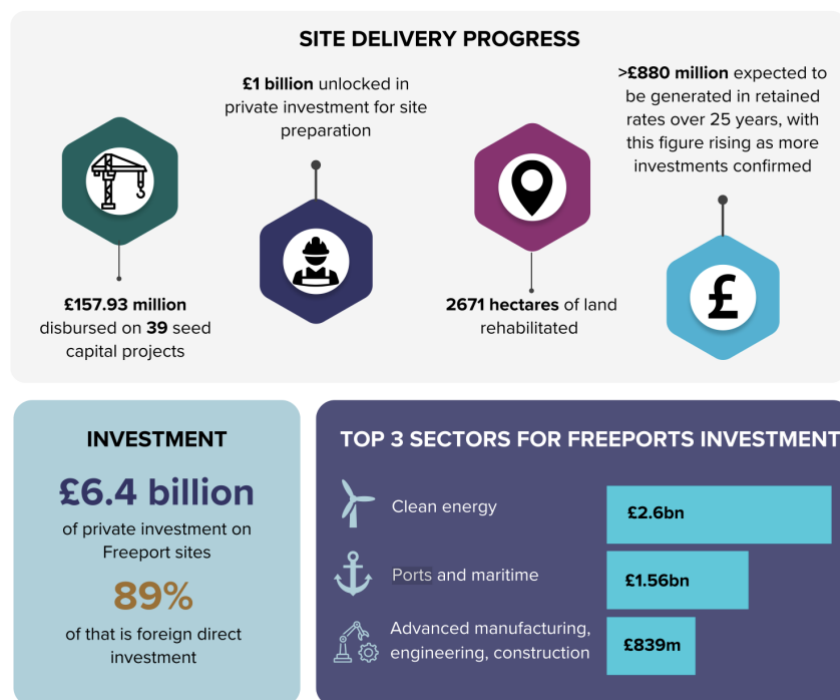 SITE DELIVERY PROGRESS
£157.93 million
disbursed on 39 seed
capital projects
£1 billion unlocked in
private investment for site
preparation
2671 hectares of land
rehabilitated
>£880 million expected to
be generated in retained
rates over 25 years, with
this figure rising as more
investments confirmed
£
INVESTMENT
£6.4 billion
of private investment on
Freeport sites
89%
of that is foreign direct
investment
TOP 3 SECTORS FOR FREEPORTS INVESTMENT
Clean energy
£2.6bn
Ports and maritime
£1.56bn
Advanced manufacturing,
engineering, construction
£839m